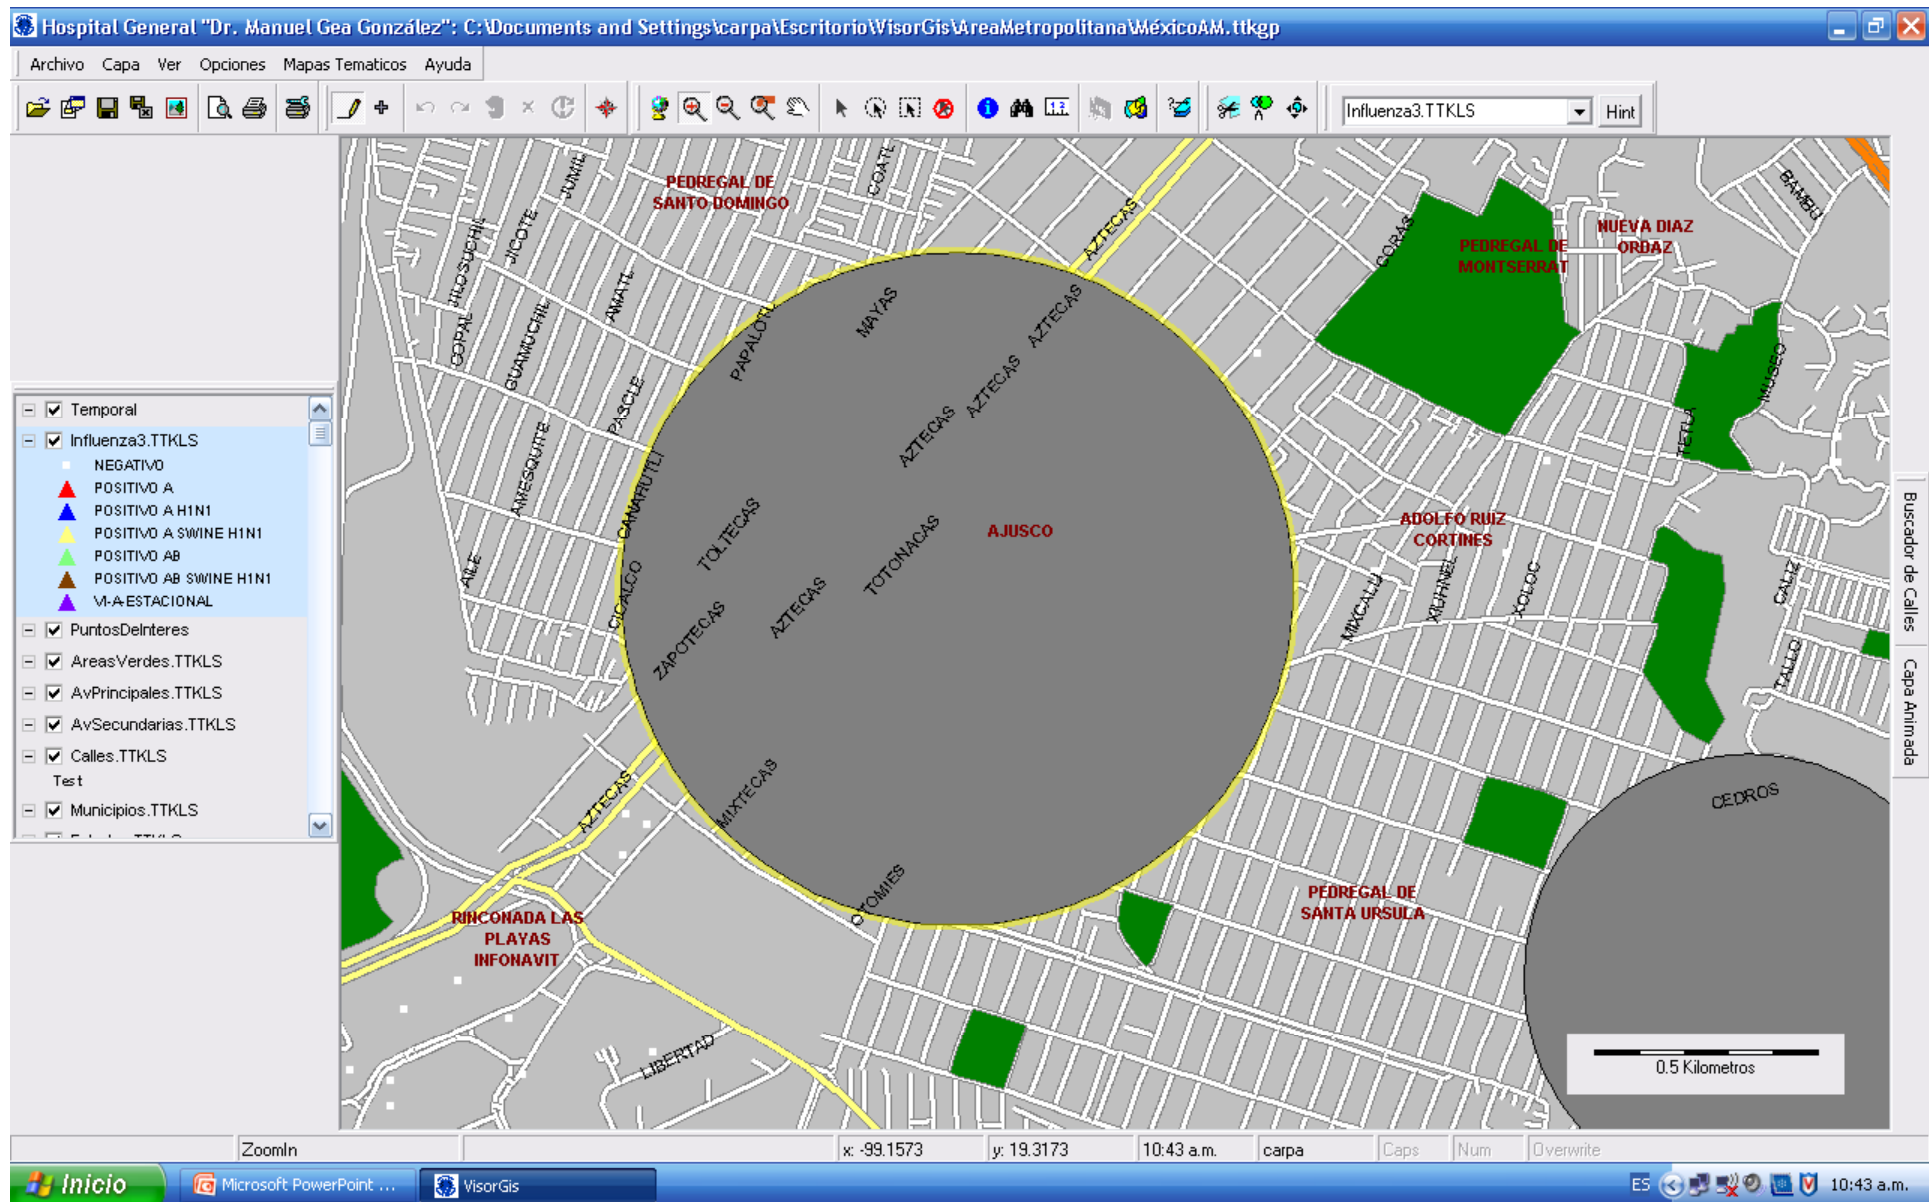 Hospital General "Dr. Manuel Gea González": C:\Documents and Settings\carpa\Escritorio\VisorGis\AreaMetropolitana\MéxicoAM.ttkgp
Archivo Capa Ver Opciones Mapas Tematicos Ayuda
Influenza3.TTKLS Hint
Temporal
Influenza3.TTKLS
NEGATIVO
POSITIVO A
POSITIVO A H1N1
POSITIVO A SWINE H1N1
POSITIVO AB
POSITIVO AB SWINE H1N1
VI-A-ESTACIONAL
PuntosDeInteres
AreasVerdes.TTKLS
AvPrincipales.TTKLS
AvSecundarias.TTKLS
Calles.TTKLS
Test
Municipios.TTKLS
PEDREGAL DE
SANTO DOMINGO
JUMIL
COATL
JICOTE
JILOSUCHIL
COPAL
GUAMUCHIL
AMATL
PAPALOTL
PASCLE
AMESQUITE
CANAHUTLI
AILE
CICALCO
MAYAS
AZTECAS
AZTECAS
AZTECAS
AZTECAS
TOLTECAS
TOTONACAS
AZTECAS
ZAPOTECAS
AJUSCO
MIXTECAS
AZTECAS
OTOMIES
RINCONADA LAS
PLAYAS
INFONAVIT
LIBERTAD
CORAS
PEDREGAL DE
MONTSERRAT
NUEVA DIAZ
ORDAZ
BAMBU
MUSEO
TETLA
ADOLFO RUIZ
CORTINES
MIXCALLI
XIUHNEL
XOLOC
CALIZ
TALLO
CEDROS
PEDREGAL DE
SANTA URSULA
0.5 Kilometros
Buscador de Calles
Capa Animada
ZoomIn x: -99.1573 y: 19.3173 10:43 a.m. carpa Caps Num Overwrite
Inicio Microsoft PowerPoint ... VisorGis ES 10:43 a.m.